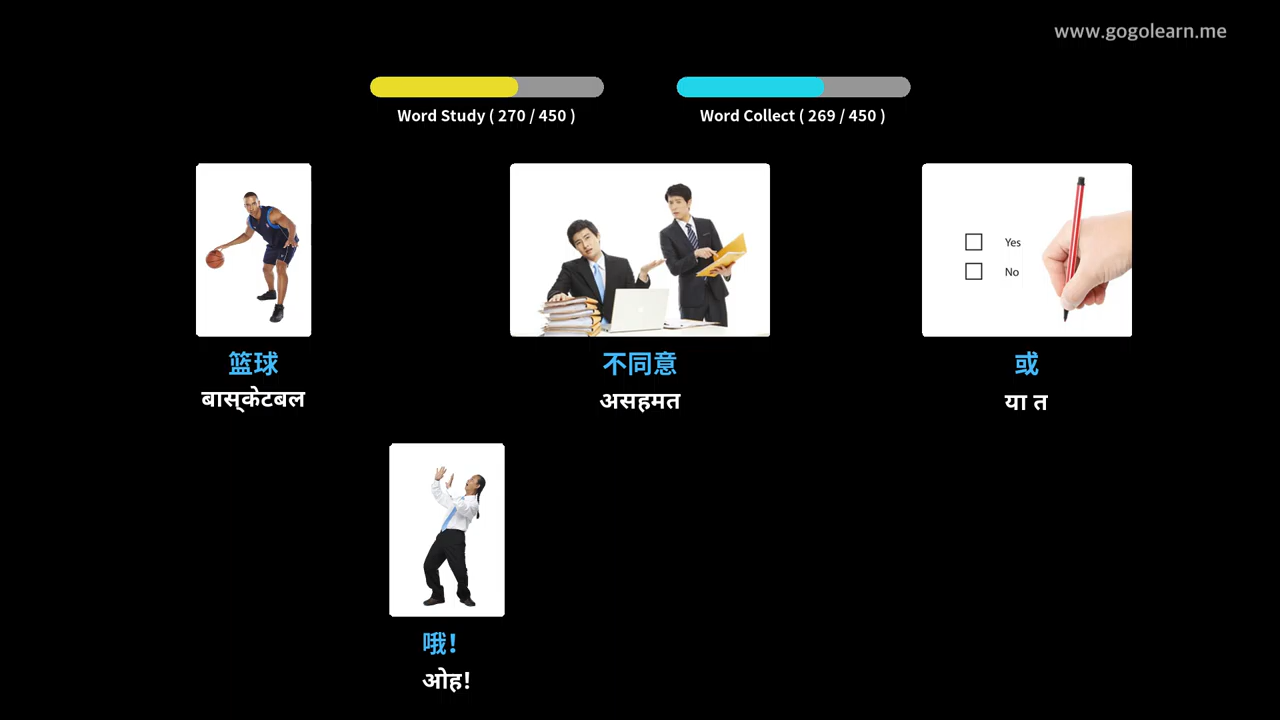 www.gogolearn.me
Word Study ( 270 / 450 )
Word Collect ( 269 / 450 )
Yes
No
篮球
不同意
或
बास्‌केटबल
असहमत
या त
哦!
ओह!